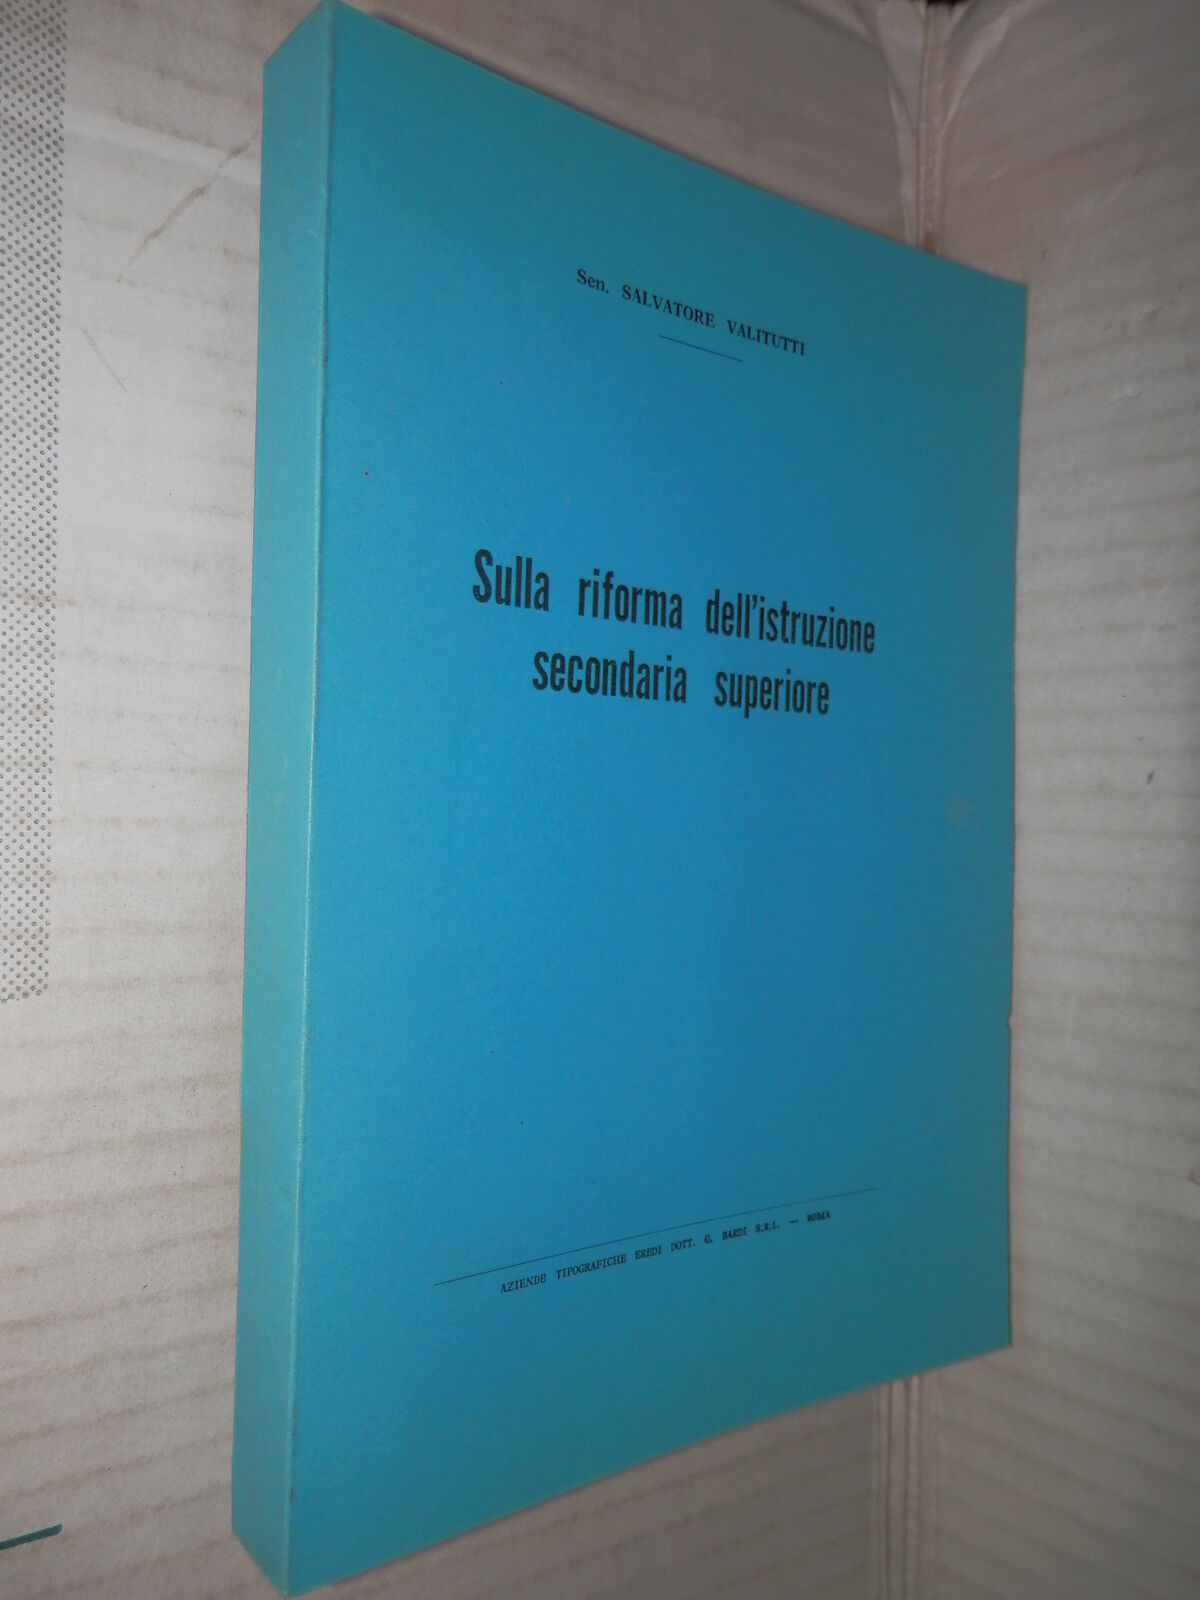 Sen. SALVATORE VALITUTTI
Sulla riforma dell'istruzione
secondaria superiore
AZIENDE TIPOGRAFICHE EREDI DOTT. G. BARDI S.R.L. — ROMA